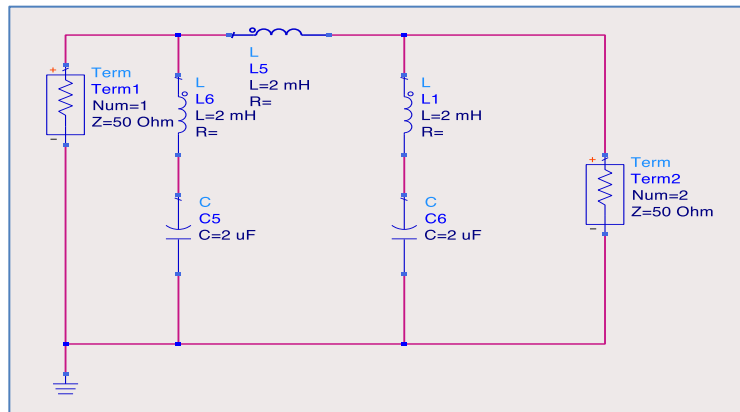 +
Term
Term1
Num=1
Z=50 Ohm
-
L
L6
L=2 mH
R=
L
L5
L=2 mH
R=
L
L1
L=2 mH
R=
+
Term
Term2
Num=2
Z=50 Ohm
-
C
C5
C=2 uF
C
C6
C=2 uF